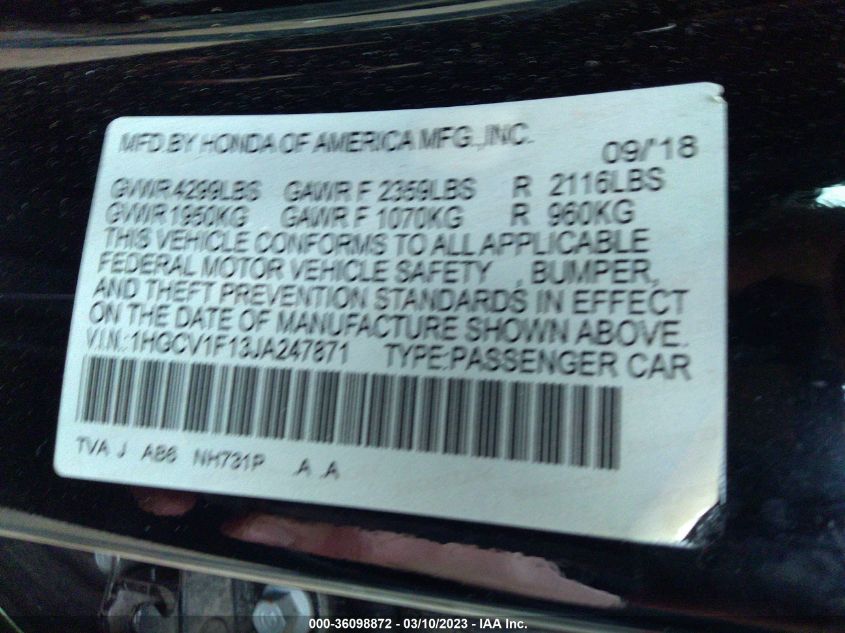 MFD.BY HONDA OF AMERICA MFG.,INC. 09/'18
GVWR 4299LBS GAWR F 2359LBS R 2116LBS
GVWR 1950KG GAWR F 1070KG R 960KG
THIS VEHICLE CONFORMS TO ALL APPLICABLE
FEDERAL MOTOR VEHICLE SAFETY , BUMPER,
AND THEFT PREVENTION STANDARDS IN EFFECT
ON THE DATE OF MANUFACTURE SHOWN ABOVE.
V.I.N.:1HGCV1F13JA247871 TYPE:PASSENGER CAR
TVA J A86 NH731P .A .A
000-36098872 — 03/10/2023 — IAA Inc.